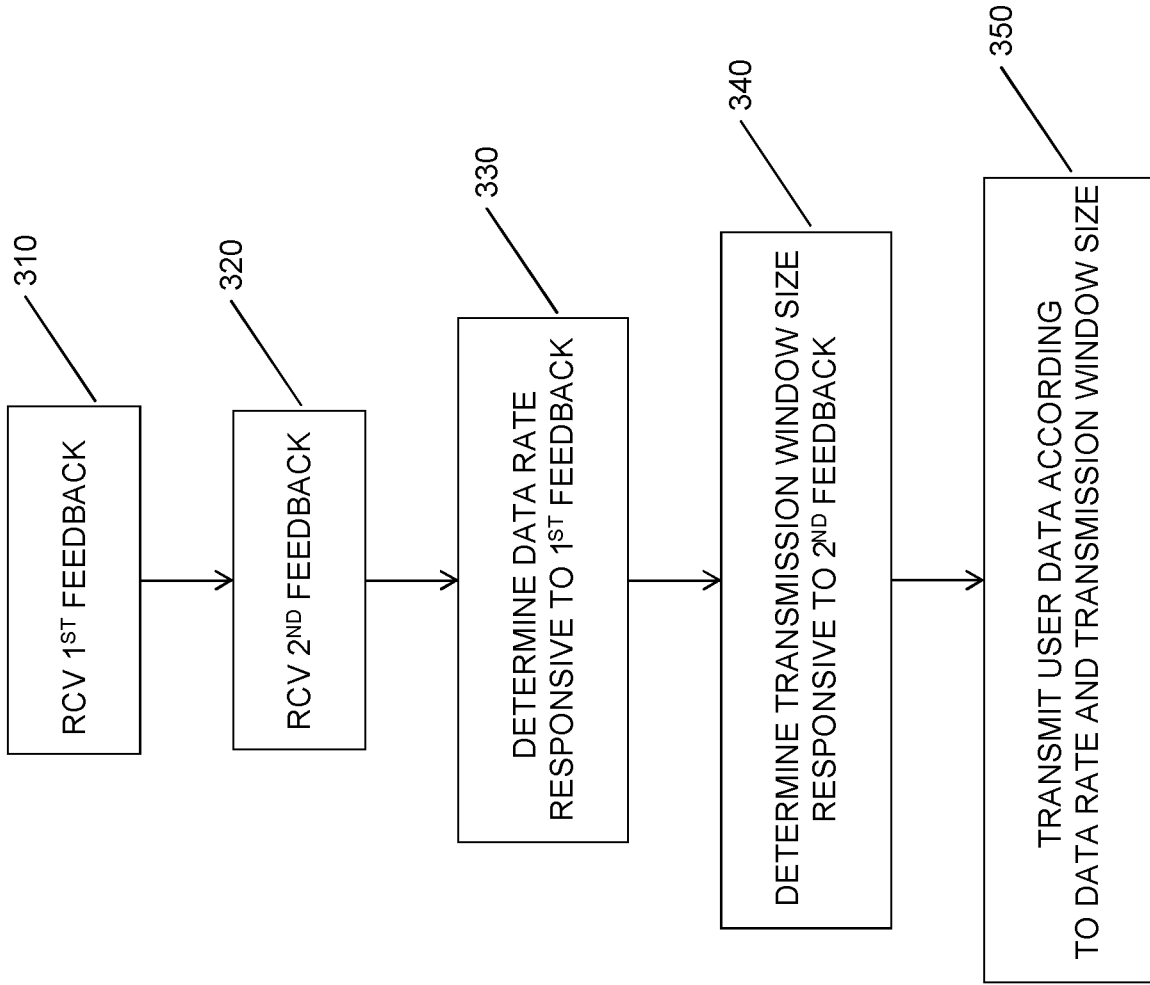 310
RCV 1ST FEEDBACK
320
RCV 2ND FEEDBACK
330
DETERMINE DATA RATE
RESPONSIVE TO 1ST FEEDBACK
340
DETERMINE TRANSMISSION WINDOW SIZE
RESPONSIVE TO 2ND FEEDBACK
350
TRANSMIT USER DATA ACCORDING
TO DATA RATE AND TRANSMISSION WINDOW SIZE